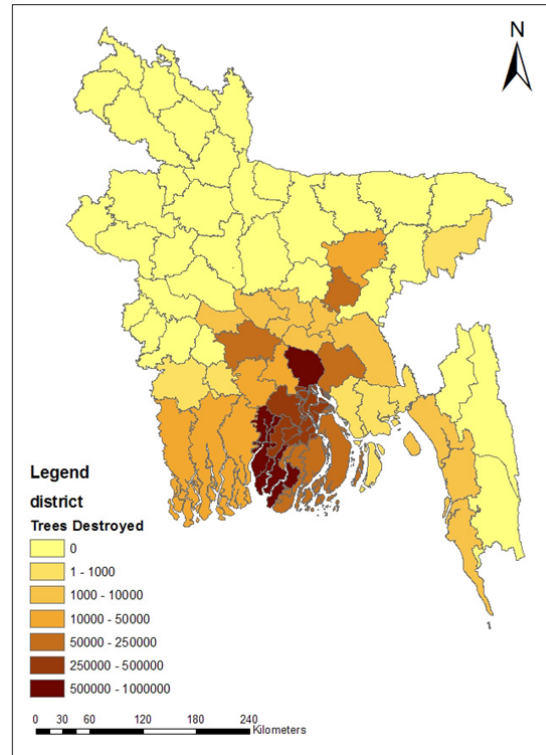 N
Legend
district
Trees Destroyed
0
1 - 1000
1000 - 10000
10000 - 50000
50000 - 250000
250000 - 500000
500000 - 1000000
0 15 30 60 120 180 240
Kilometers